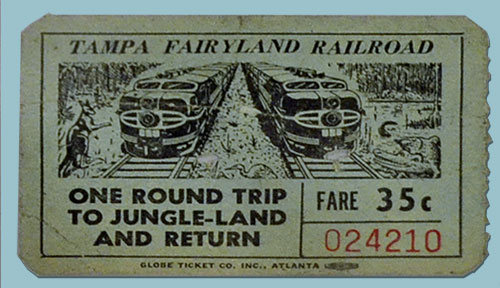 TAMPA FAIRYLAND RAILROAD
ONE ROUND TRIP
TO JUNGLE-LAND
AND RETURN
FARE 35c
024210
GLOBE TICKET CO. INC., ATLANTA